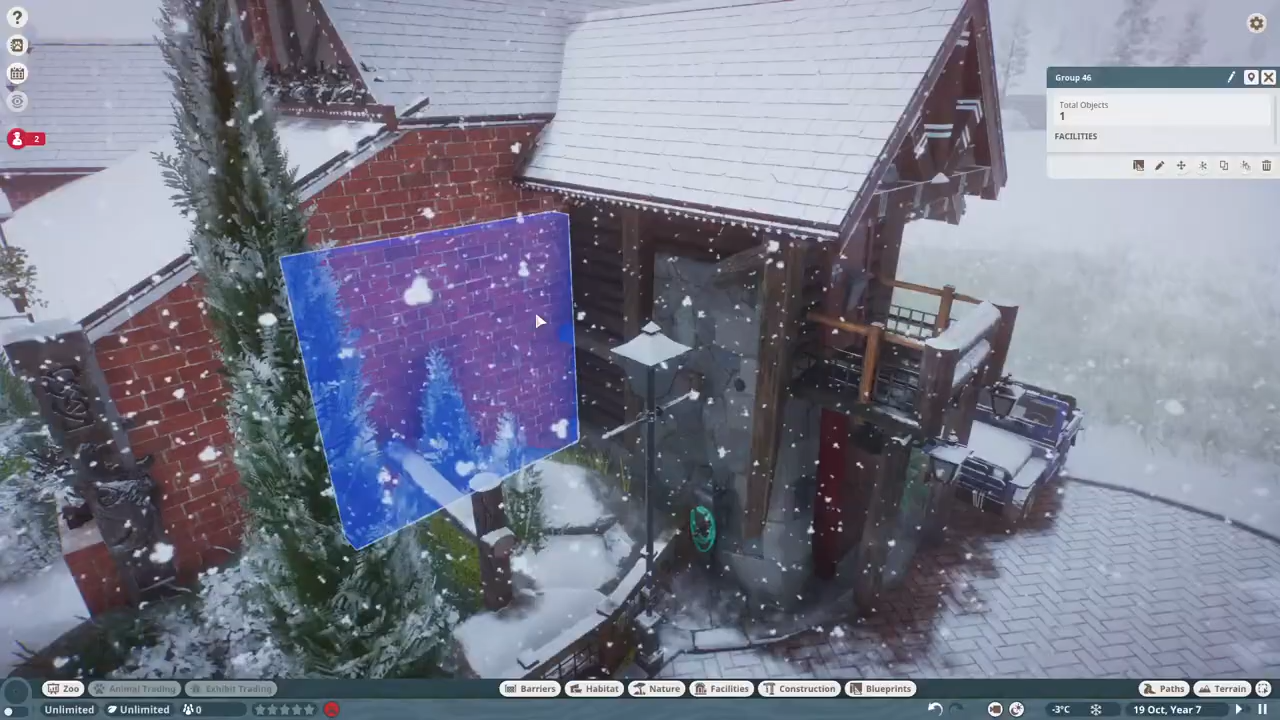 ?
Group 46
Total Objects
1
FACILITIES
2
Zoo
Animal Trading
Exhibit Trading
Barriers
Habitat
Nature
Facilities
Construction
Blueprints
Paths
Terrain
Unlimited
Unlimited
0
-3°C
19 Oct, Year 7